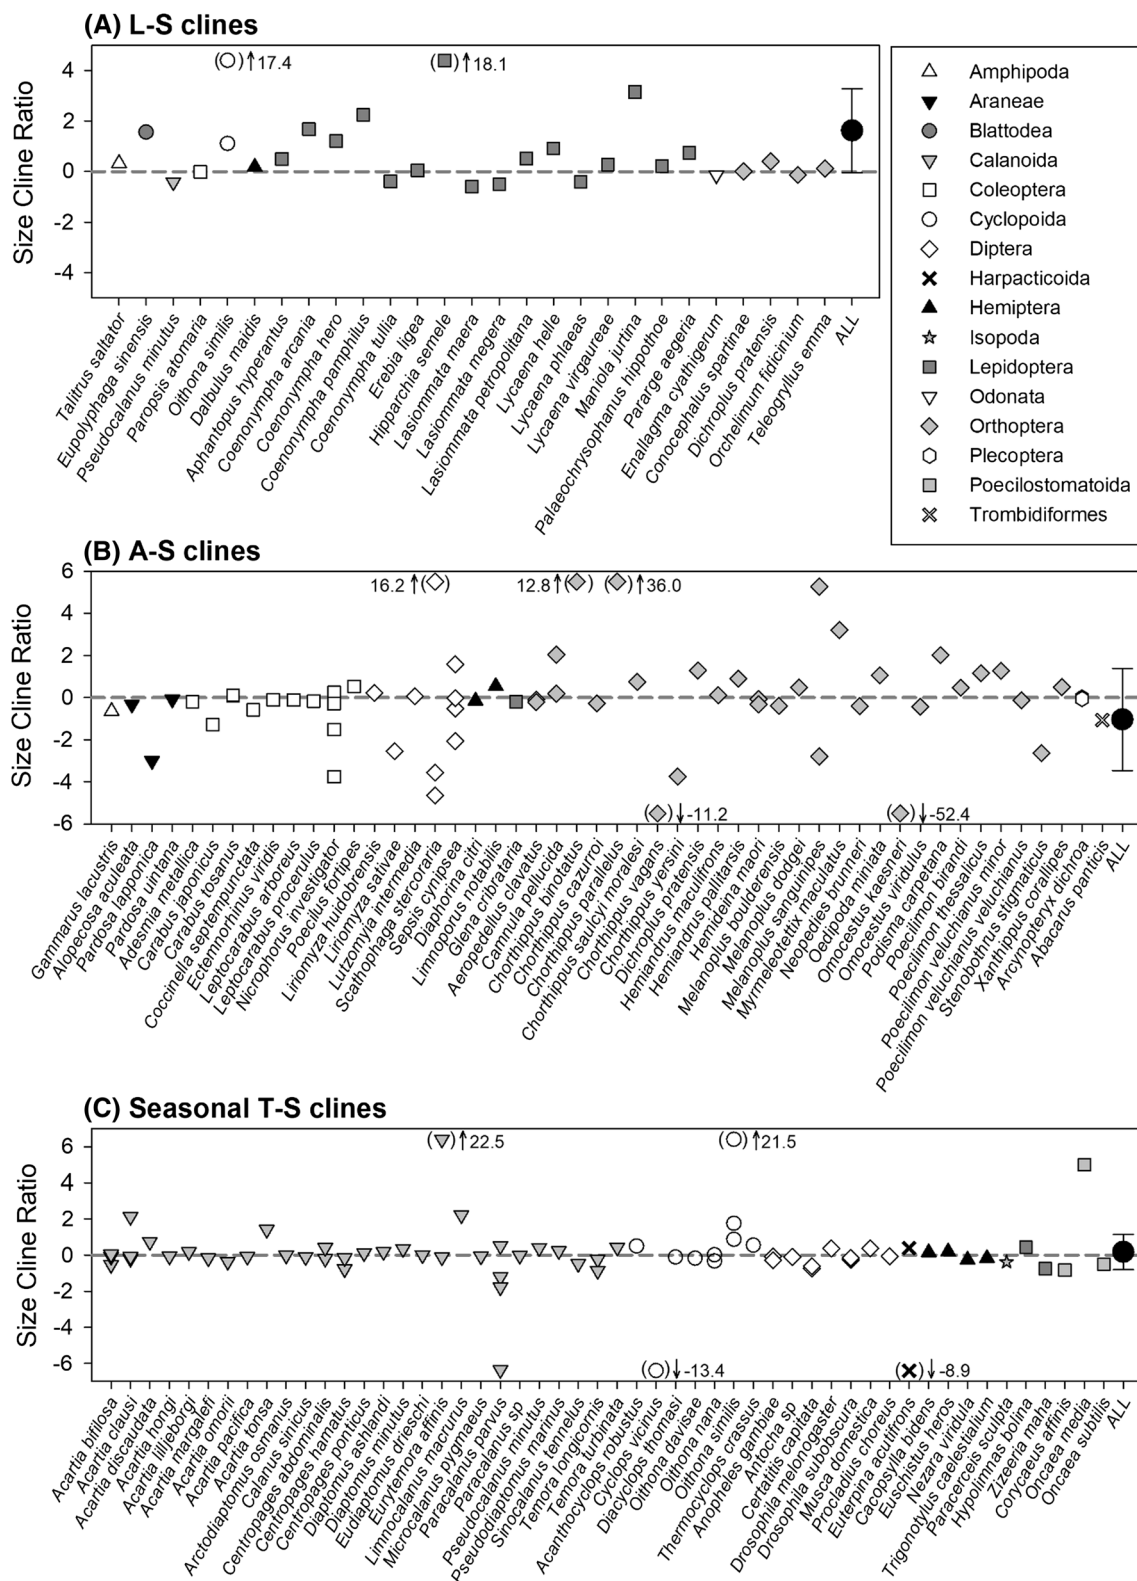 (A) L-S clines
Size Cline Ratio
4
2
0
-2
-4
17.4
18.1
Talitrus saltator
Eupolyphaga sinensis
Pseudocalanus minutus
Paropsis atomaria
Oithona similis
Dalbulus maidis
Aphantopus hyperantus
Coenonympha arcania
Coenonympha hero
Coenonympha pamphilus
Coenonympha tullia
Erebia ligea
Hipparchia semele
Lasiommata maera
Lasiommata megera
Lasiommata petropolitana
Lycaena helle
Lycaena phlaeas
Lycaena virgaureae
Maniola jurtina
Palaeochrysophanus hippothoe
Pararge aegeria
Enallagma cyathigerum
Conocephalus spartinae
Dichroplus pratensis
Orchelimum fidicinium
Teleogryllus emma
ALL
Amphipoda
Araneae
Blattodea
Calanoida
Coleoptera
Cyclopoida
Diptera
Harpacticoida
Hemiptera
Isopoda
Lepidoptera
Odonata
Orthoptera
Plecoptera
Poecilostomatoida
Trombidiformes
(B) A-S clines
Size Cline Ratio
6
4
2
0
-2
-4
-6
16.2
12.8
36.0
-11.2
-52.4
Gammarus lacustris
Alopecosa aculeata
Pardosa lapponica
Pardosa uintana
Adesmia metallica
Carabus japonicus
Carabus tosanus
Coccinella septempunctata
Ectemnorhinus viridis
Leptocarabus arboreus
Leptocarabus procerulus
Nicrophorus investigator
Poecilus fortipes
Liriomyza huidobrensis
Liriomyza sativae
Lutzomyia intermedia
Scathophaga stercoraria
Sepsis cynipsea
Diaphorina citri
Limnoporus notabilis
Glena cribrataria
Aeropedellus clavatus
Camnula pellucida
Chorthippus binotatus
Chorthippus cazurroi
Chorthippus parallelus
Chorthippus saulcyi moralesi
Chorthippus vagans
Chorthippus yersini
Dichroplus pratensis
Hemiandrus maculifrons
Hemiandrus pallitarsis
Hemideina maori
Melanoplus boulderensis
Melanoplus dodgei
Melanoplus sanguinipes
Myrmeleotettix maculatus
Neopedies brunneri
Oedipoda miniata
Omocestus kaestneri
Omocestus viridulus
Podisma carpetana
Poecilimon birandi
Poecilimon thessalicus
Poecilimon veluchianus minor
Poecilimon veluchianus veluchianus
Stenobothrus stigmaticus
Xanthippus corallipes
Arcynopteryx dichroa
Abacarus panticis
ALL
(C) Seasonal T-S clines
Size Cline Ratio
6
4
2
0
-2
-4
-6
22.5
21.5
-13.4
-8.9
Acartia bifilosa
Acartia clausi
Acartia discaudata
Acartia hongi
Acartia lilljeborgi
Acartia margalefi
Acartia omorii
Acartia pacifica
Acartia tonsa
Arctodiaptomus osmanus
Calanus sinicus
Centropages abdominalis
Centropages hamatus
Centropages ponticus
Diaptomus ashlandi
Diaptomus minutus
Eudiaptomus drieschi
Eurytemora affinis
Limnocalanus macrurus
Microcalanus pygmaeus
Paracalanus parvus
Paracalanus sp
Pseudocalanus minutus
Pseudodiaptomus marinus
Sinocalanus tennelus
Temora longicornis
Temora turbinata
Acanthocyclops robustus
Cyclops vicinus
Diacyclops thomasi
Oithona davisae
Oithona nana
Oithona similis
Thermocyclops crassus
Anopheles gambiae
Antocha sp
Certatitis capitata
Drosophila melonogaster
Drosophila subobscura
Musca domestica
Procladius choreus
Euterpina acutifrons
Cacopsylla bidens
Euschistus heros
Nezara viridula
Trigonotylus caelestialium
Paracerceis sculpta
Hypolimnas bolina
Zizeeria maha
Corycaeus affinis
Oncaea media
Oncaea subtilis
ALL